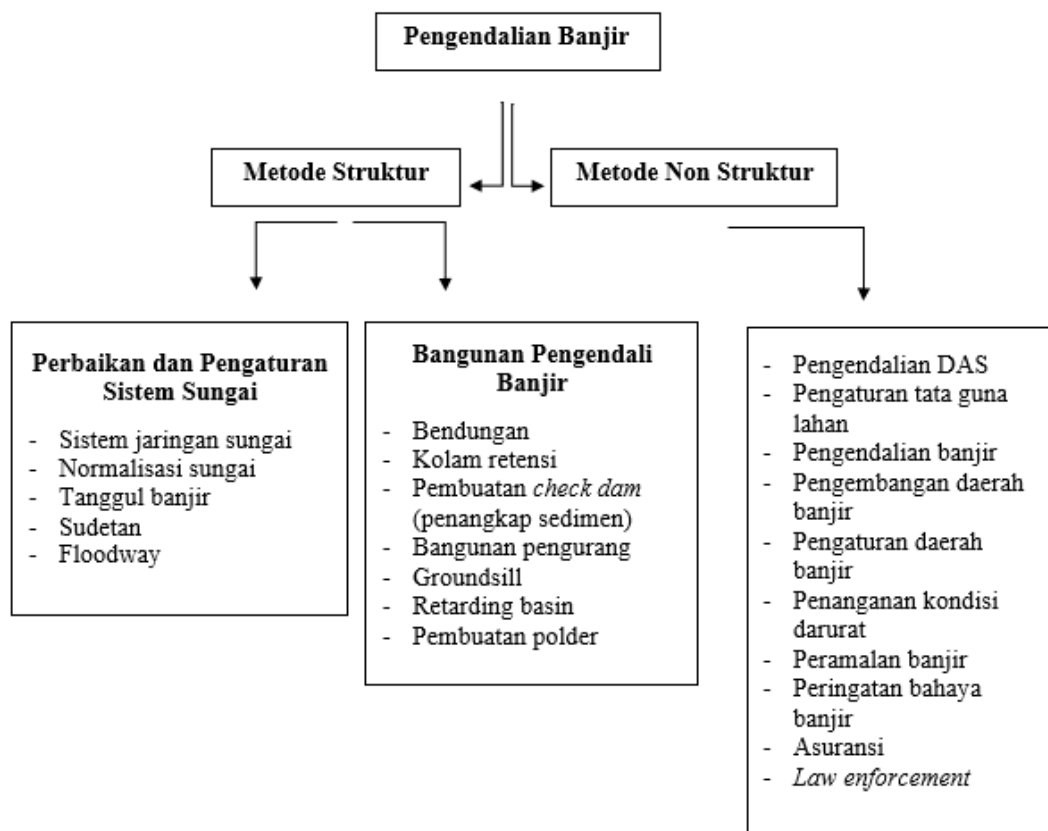 Pengendalian Banjir
Metode Struktur
Metode Non Struktur
Perbaikan dan Pengaturan
Sistem Sungai
- Sistem jaringan sungai
- Normalisasi sungai
- Tanggul banjir
- Sudetan
- Floodway
Bangunan Pengendali
Banjir
- Bendungan
- Kolam retensi
- Pembuatan check dam
(penangkap sedimen)
- Bangunan pengurang
- Groundsill
- Retarding basin
- Pembuatan polder
- Pengendalian DAS
- Pengaturan tata guna
lahan
- Pengendalian banjir
- Pengembangan daerah
banjir
- Pengaturan daerah
banjir
- Penanganan kondisi
darurat
- Peramalan banjir
- Peringatan bahaya
banjir
- Asuransi
- Law enforcement